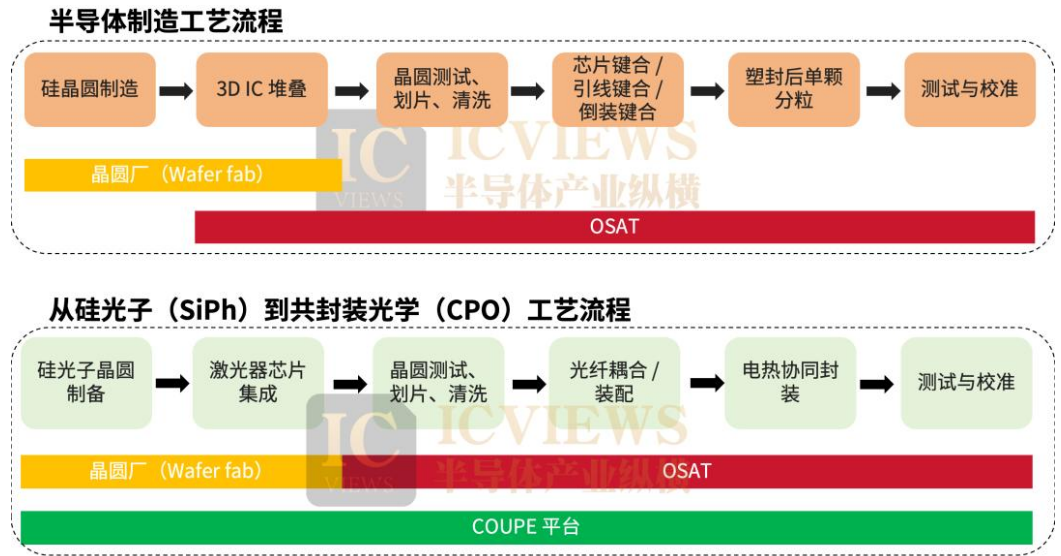 半导体制造工艺流程
硅晶圆制造
3D IC 堆叠
晶圆测试、
划片、清洗
芯片键合 /
引线键合 /
倒装键合
塑封后单颗
分粒
测试与校准
IC
VIEWS
ICVIEWS
半导体产业纵横
晶圆厂（Wafer fab）
OSAT
从硅光子（SiPh）到共封装光学（CPO）工艺流程
硅光子晶圆
制备
激光器芯片
集成
晶圆测试、
划片、清洗
光纤耦合 /
装配
电热协同封
装
测试与校准
IC
VIEWS
ICVIEWS
半导体产业纵横
晶圆厂（Wafer fab）
OSAT
COUPE 平台